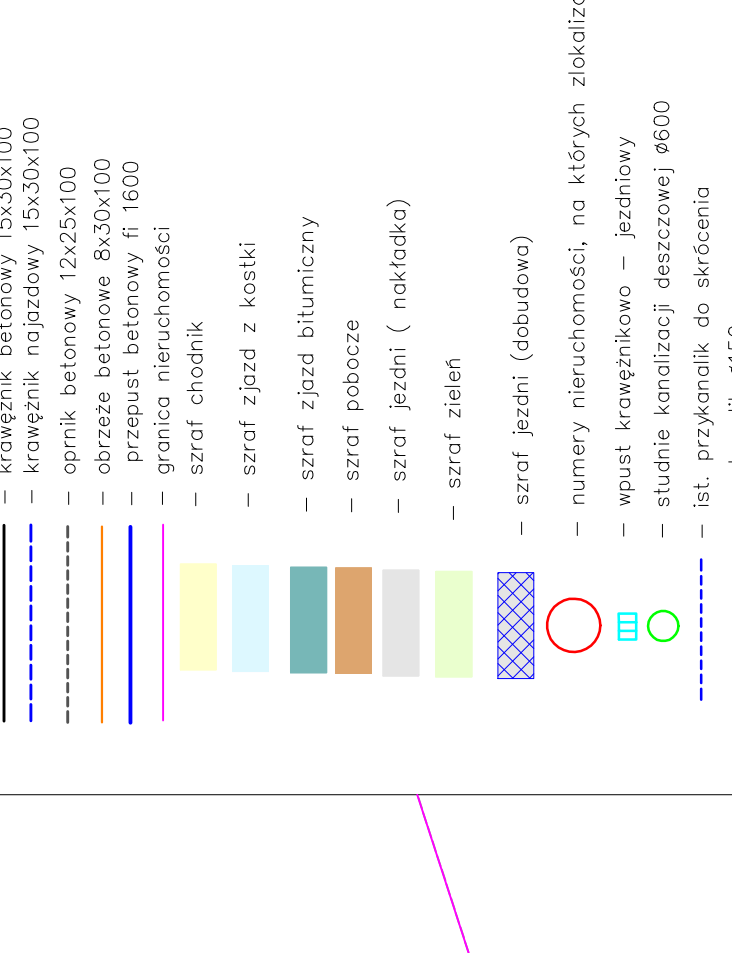 – krawężnik betonowy 15x30x100
– krawężnik najazdowy 15x30x100
– oprnik betonowy 12x25x100
– obrzeże betonowe 8x30x100
– przepust betonowy fi 1600
– granica nieruchomości
– szraf chodnik
– szraf zjazd z kostki
– szraf zjazd bitumiczny
– szraf pobocze
– szraf jezdni ( nakładka)
– szraf zieleń
– szraf jezdni (dobudowa)
– numery nieruchomości, na których
– wpust krawężnikowo – jezdniowy
– studnie kanalizacji deszczowej ø600
– ist. przykanalik do skrócenia